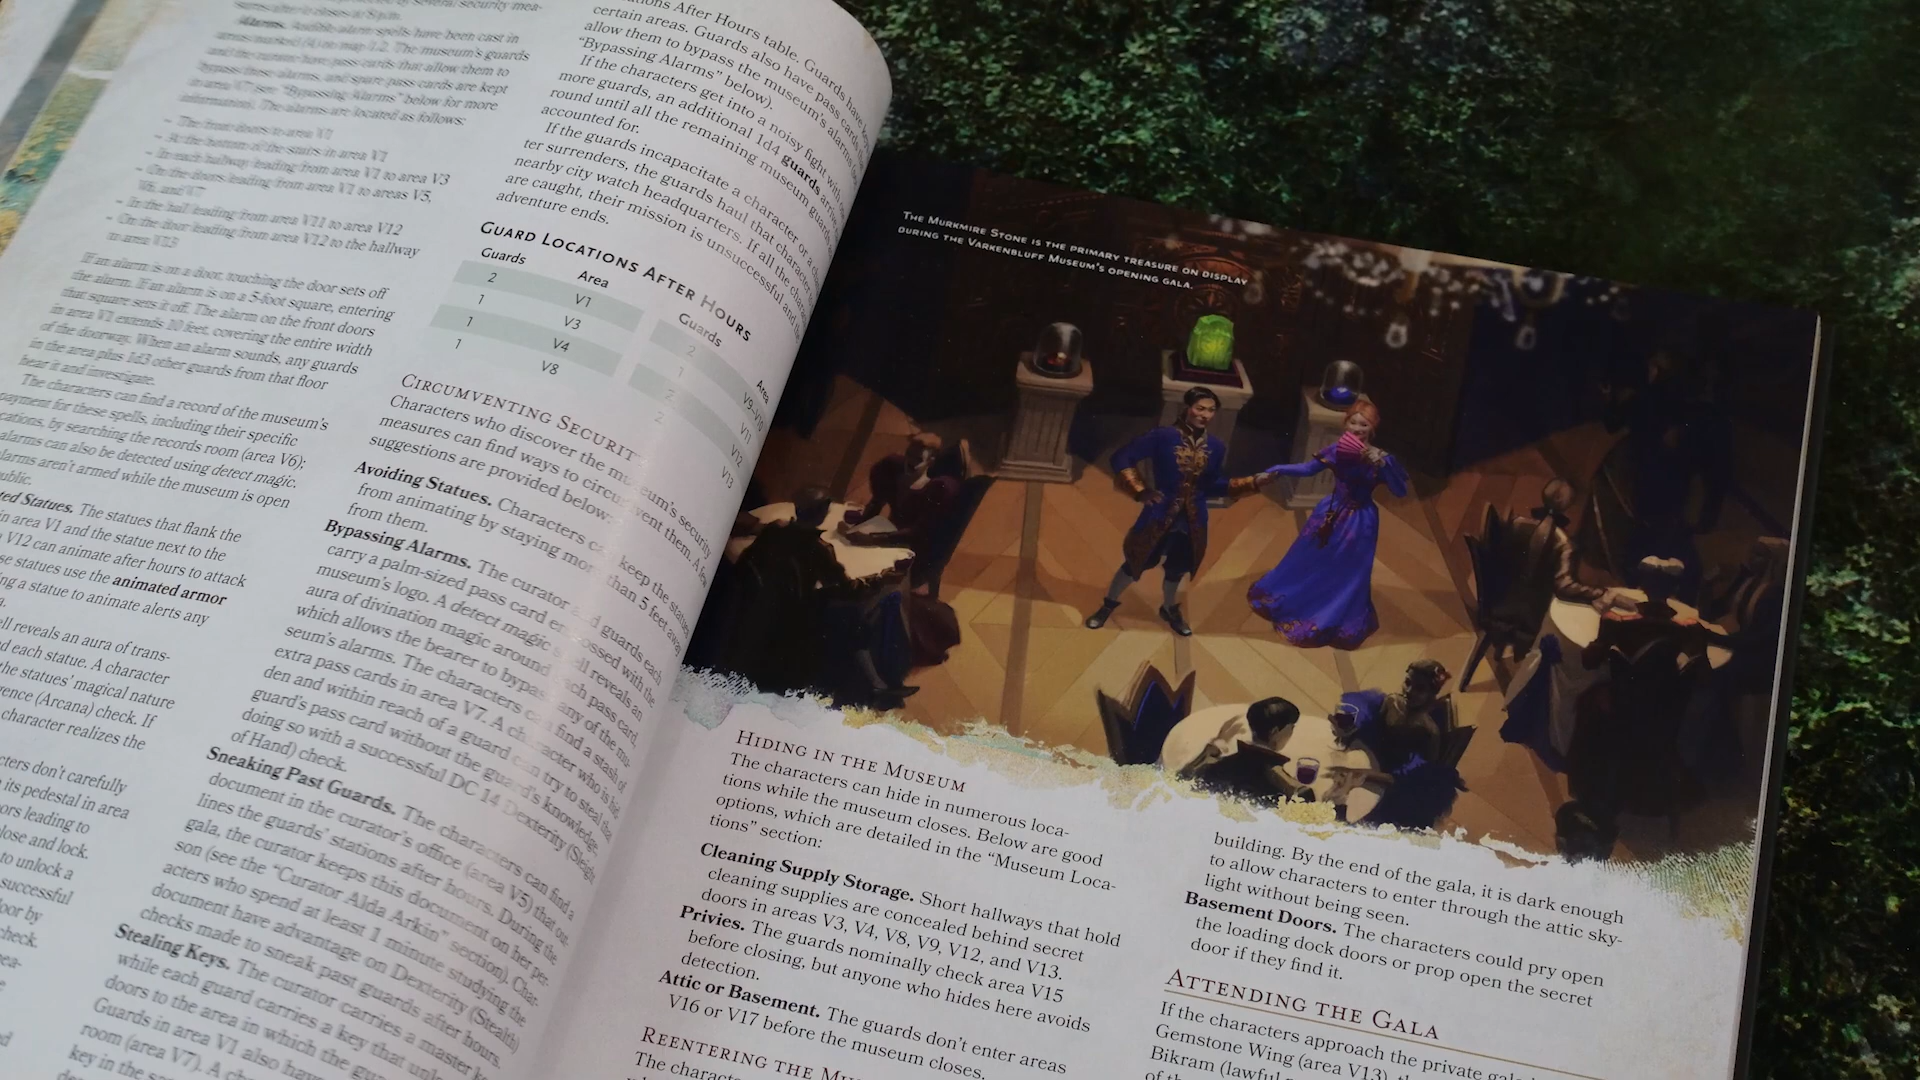 Alarms. Audible alarm spells have been cast in
areas marked (A) on map 1.2. The museum's guards
and the curator have pass cards that allow them to
bypass these alarms, and spare pass cards are kept
in area V7 (see "Bypassing Alarms" below for more
information). The alarms are located as follows:
- The front doors to area V1
- At the bottom of the stairs in area V1
- In each hallway leading from area V1 to area V3
- On the doors leading from area V1 to areas V5,
V6, and V7
- In the hall leading from area V11 to area V12
- On the door leading from area V12 to the hallway
to area V13
If an alarm is on a door, touching the door sets off
the alarm. If an alarm is on a 5-foot square, entering
that square sets it off. The alarm on the front doors
in area V1 extends 10 feet, covering the entire width
of the doorway. When an alarm sounds, any guards
in the area plus 1d3 other guards from that floor
hear it and investigate.
The characters can find a record of the museum's
payment for these spells, including their specific
by searching the records room (area V6);
alarms can also be detected using detect magic.
alarms aren't armed while the museum is open
Statues. The statues that flank the
in area V1 and the statue next to the
V12 can animate after hours to attack
statues use the animated armor
a statue to animate alerts any
reveals an aura of trans-
each statue. A character
the statues' magical nature
(Arcana) check. If
character realizes the
don't carefully
its pedestal in area
leading to
close and lock.
to unlock a
successful
by
check.
After Hours table. Guards have
certain areas. Guards also have pass cards
allow them to bypass the museum's alarms
"Bypassing Alarms" below).
If the characters get into a noisy fight with
more guards, an additional 1d4 guards arrive
round until all the remaining museum guards
accounted for.
If the guards incapacitate a character or a
ter surrenders, the guards haul that character
nearby city watch headquarters. If all the characters
are caught, their mission is unsuccessful and
adventure ends.
Guard Locations After Hours
Guards Area Guards Area
2 V1 2 V9–V10
1 V3 1 V11
1 V4 2 V12
1 V8 2 V13
Circumventing Security
Characters who discover the museum's security
measures can find ways to circumvent them. A few
suggestions are provided below:
Avoiding Statues. Characters can keep the statues
from animating by staying more than 5 feet away
from them.
Bypassing Alarms. The curator and guards each
carry a palm-sized pass card embossed with the
museum's logo. A detect magic spell reveals an
aura of divination magic around each pass card,
which allows the bearer to bypass any of the mu-
seum's alarms. The characters can find a stash of
extra pass cards in area V7. A character who is hid-
den and within reach of a guard can try to steal that
guard's pass card without the guard's knowledge,
doing so with a successful DC 14 Dexterity (Sleight
of Hand) check.
Sneaking Past Guards. The characters can find a
document in the curator's office (area V5) that out-
lines the guards' stations after hours. During the
gala, the curator keeps this document on her per-
son (see the "Curator Alda Arkin" section). Char-
acters who spend at least 1 minute studying the
document have advantage on Dexterity (Stealth)
checks made to sneak past guards after hours.
Stealing Keys. The curator carries a master key
while each guard carries a key that
doors to the area in which the
Guards in area V1 also have
room (area V7). A
key in the
The Murkmire Stone is the primary treasure on display
during the Varkenbluff Museum's opening gala.
Hiding in the Museum
The characters can hide in numerous loca-
tions while the museum closes. Below are good
options, which are detailed in the "Museum Loca-
tions" section:
Cleaning Supply Storage. Short hallways that hold
cleaning supplies are concealed behind secret
doors in areas V3, V4, V8, V9, V12, and V13.
Privies. The guards nominally check area V15
before closing, but anyone who hides here avoids
detection.
Attic or Basement. The guards don't enter areas
V16 or V17 before the museum closes.
Reentering the
The
building. By the end of the gala, it is dark enough
to allow characters to enter through the attic sky-
light without being seen.
Basement Doors. The characters could pry open
the loading dock doors or prop open the secret
door if they find it.
Attending the Gala
If the characters approach the private
Gemstone Wing (area V13),
Bikram (lawful
of the